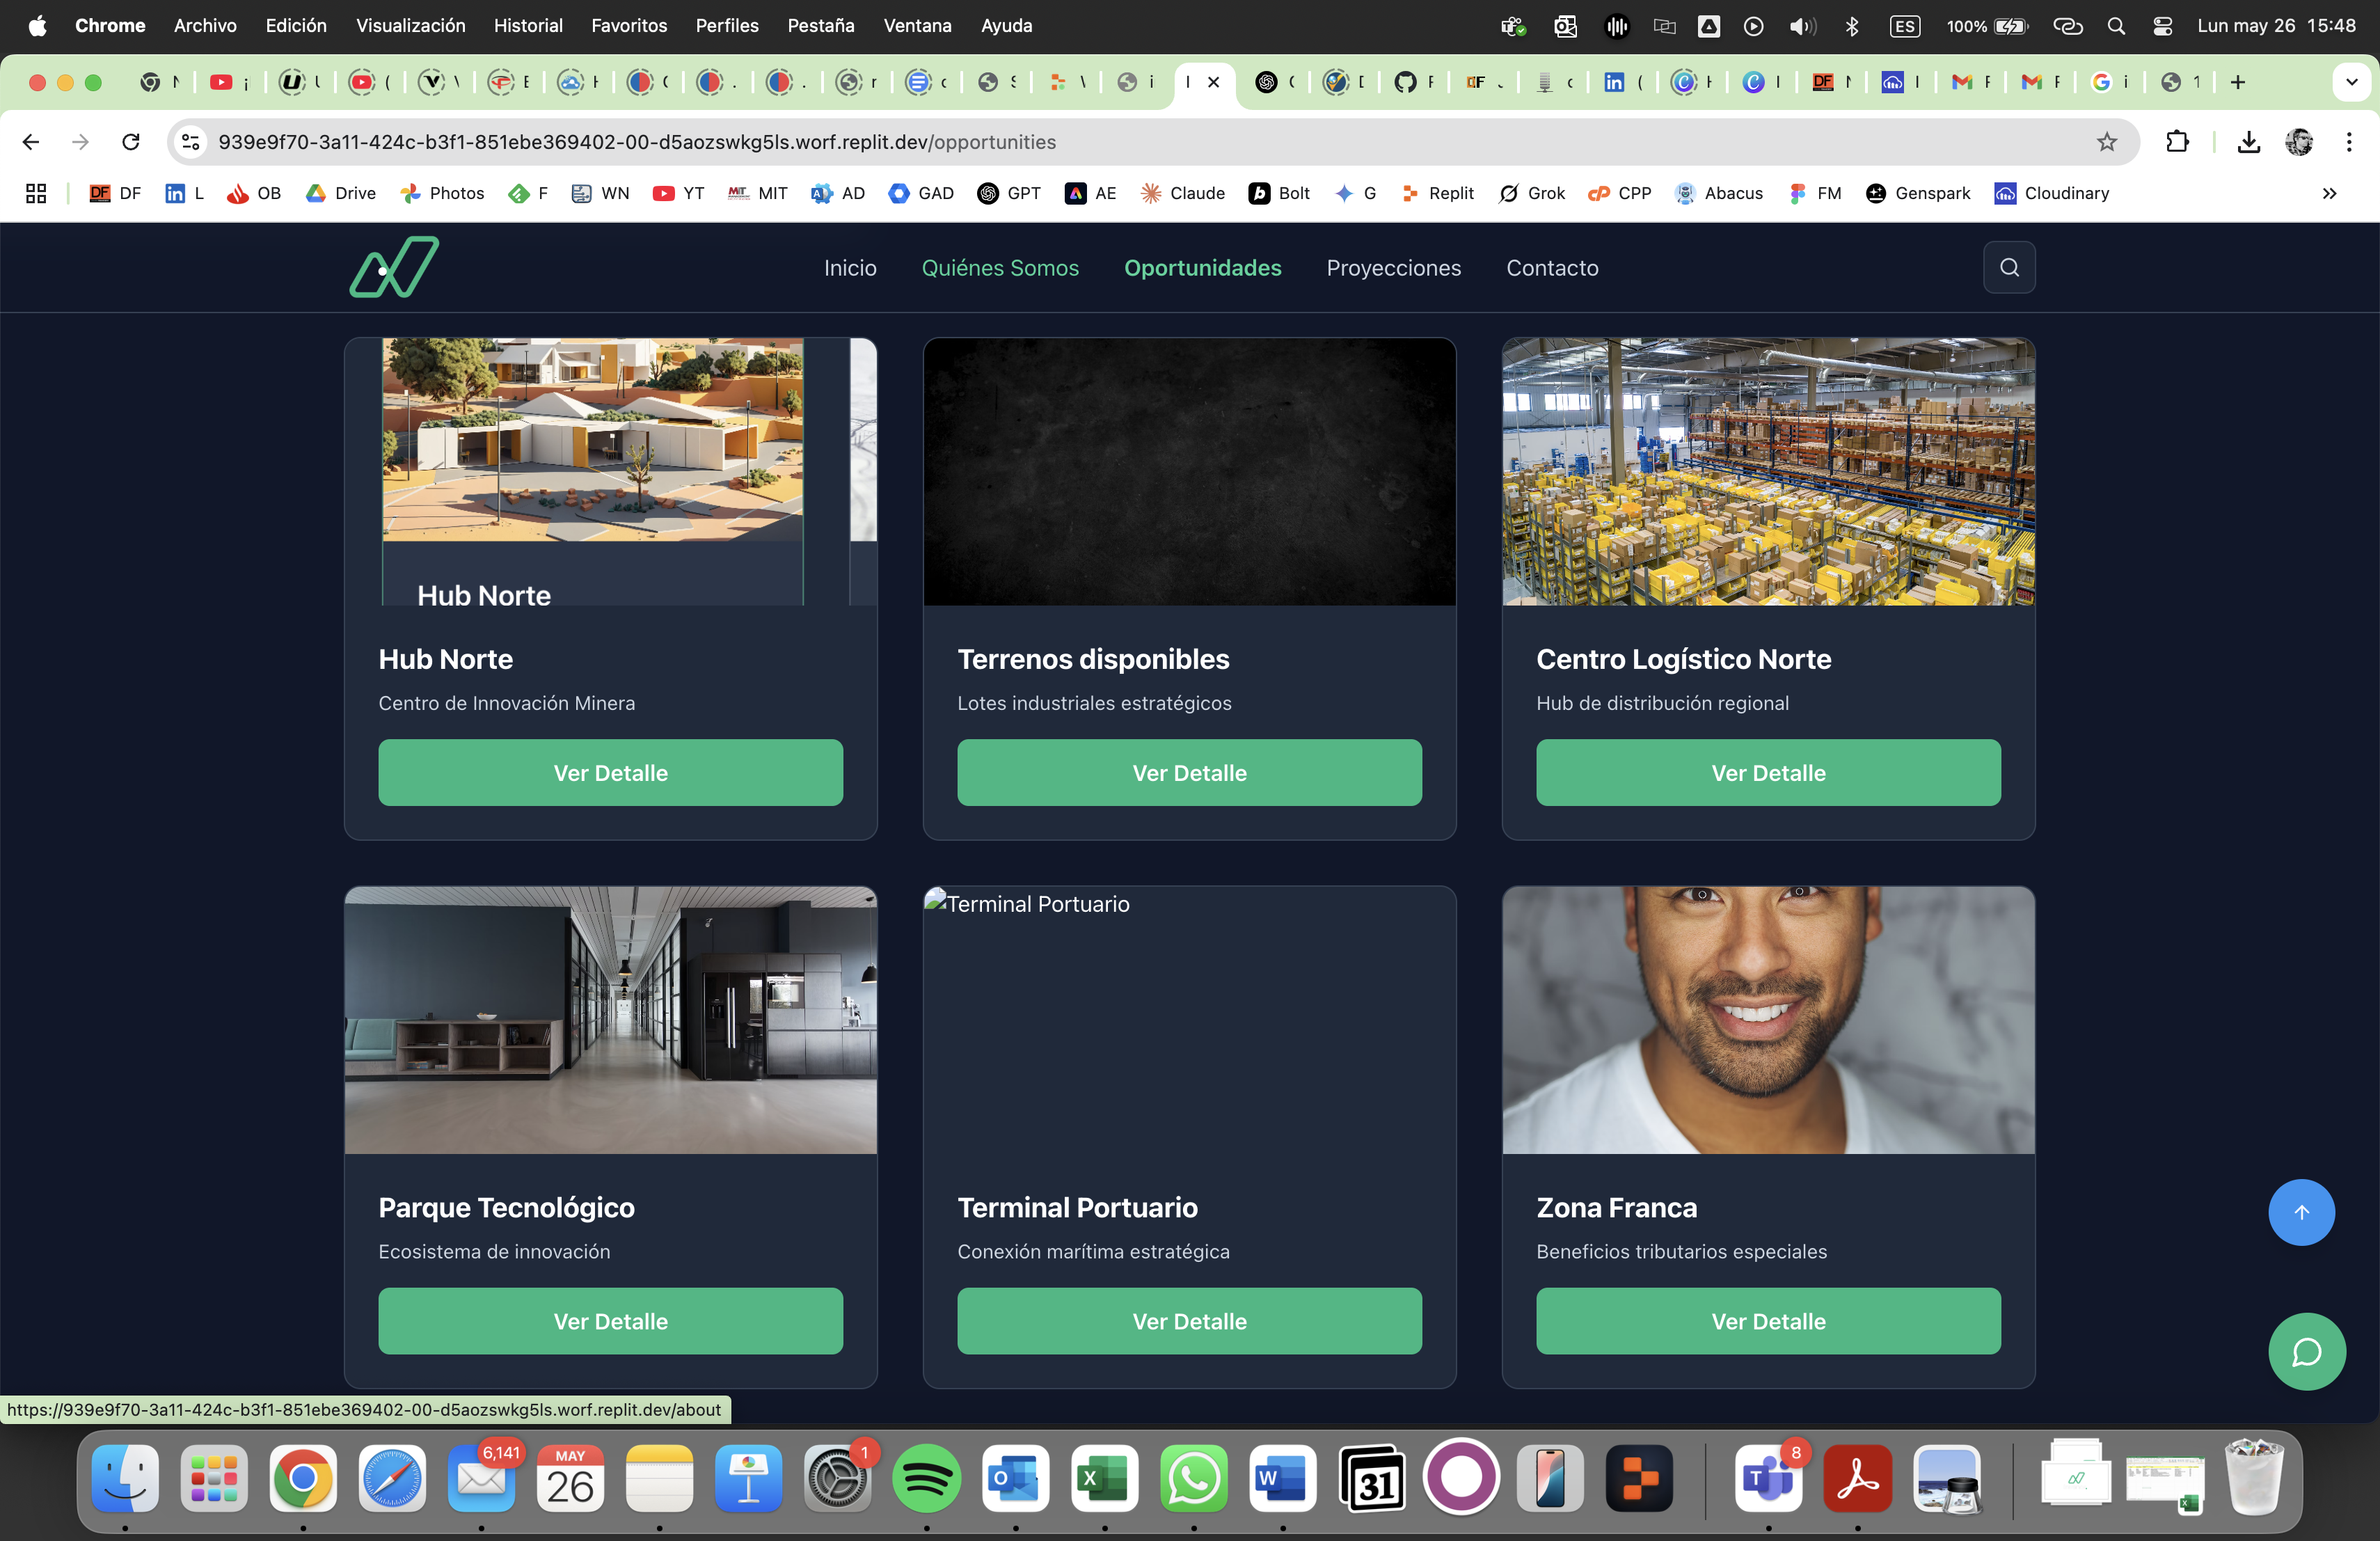 Chrome Archivo Edición Visualización Historial Favoritos Perfiles Pestaña Ventana Ayuda ES 100% Lun may 26 15:48
939e9f70-3a11-424c-b3f1-851ebe369402-00-d5aozswkg5ls.worf.replit.dev/opportunities
DF L OB Drive Photos F WN YT MIT AD GAD GPT AE Claude Bolt G Replit Grok CPP Abacus FM Genspark Cloudinary
Inicio Quiénes Somos Oportunidades Proyecciones Contacto
Hub Norte
Hub Norte
Centro de Innovación Minera
Ver Detalle
Terrenos disponibles
Lotes industriales estratégicos
Ver Detalle
Centro Logístico Norte
Hub de distribución regional
Ver Detalle
Parque Tecnológico
Ecosistema de innovación
Ver Detalle
Terminal Portuario
Terminal Portuario
Conexión marítima estratégica
Ver Detalle
Zona Franca
Beneficios tributarios especiales
Ver Detalle
https://939e9f70-3a11-424c-b3f1-851ebe369402-00-d5aozswkg5ls.worf.replit.dev/about
6,141
MAY
26
1
31
8